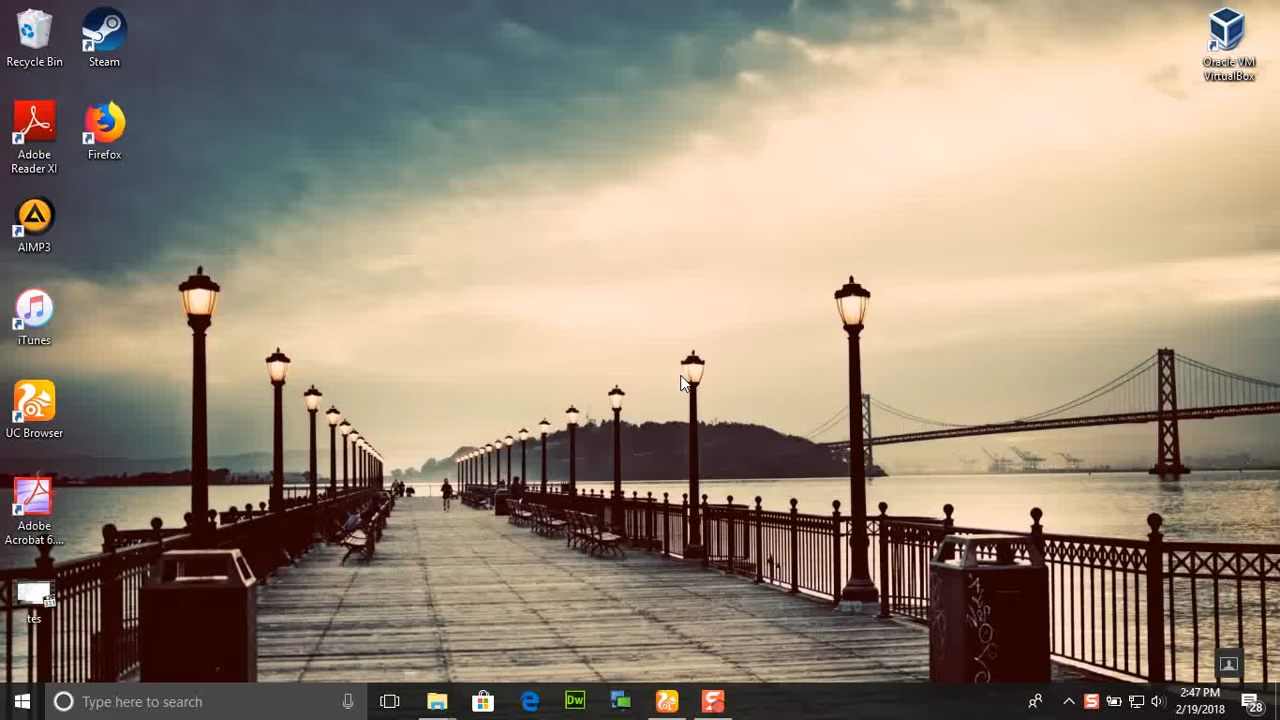 Recycle Bin
Steam
Oracle VM
VirtualBox
Adobe
Reader XI
Firefox
AIMP3
iTunes
UC Browser
Adobe
Acrobat 6....
tes
Type here to search
Dw
2:47 PM
2/19/2018
28